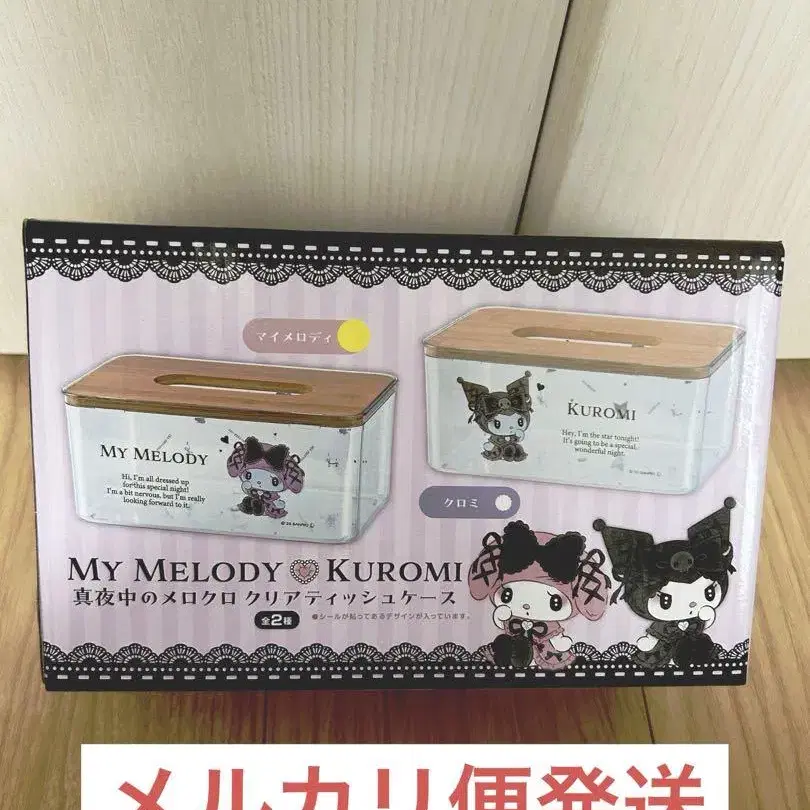 マイメロディ
MY MELODY
Hi, I'm all dressed up
for this special night!
I'm a bit nervous, but I'm really
looking forward to it.
KUROMI
Hey, I'm the star tonight!
It's going to be a special,
wonderful night.
クロミ
MY MELODY KUROMI
真夜中のメロクロ クリアティッシュケース
全2種
●シールが貼ってあるデザインが入っています。
メルカリ便発送